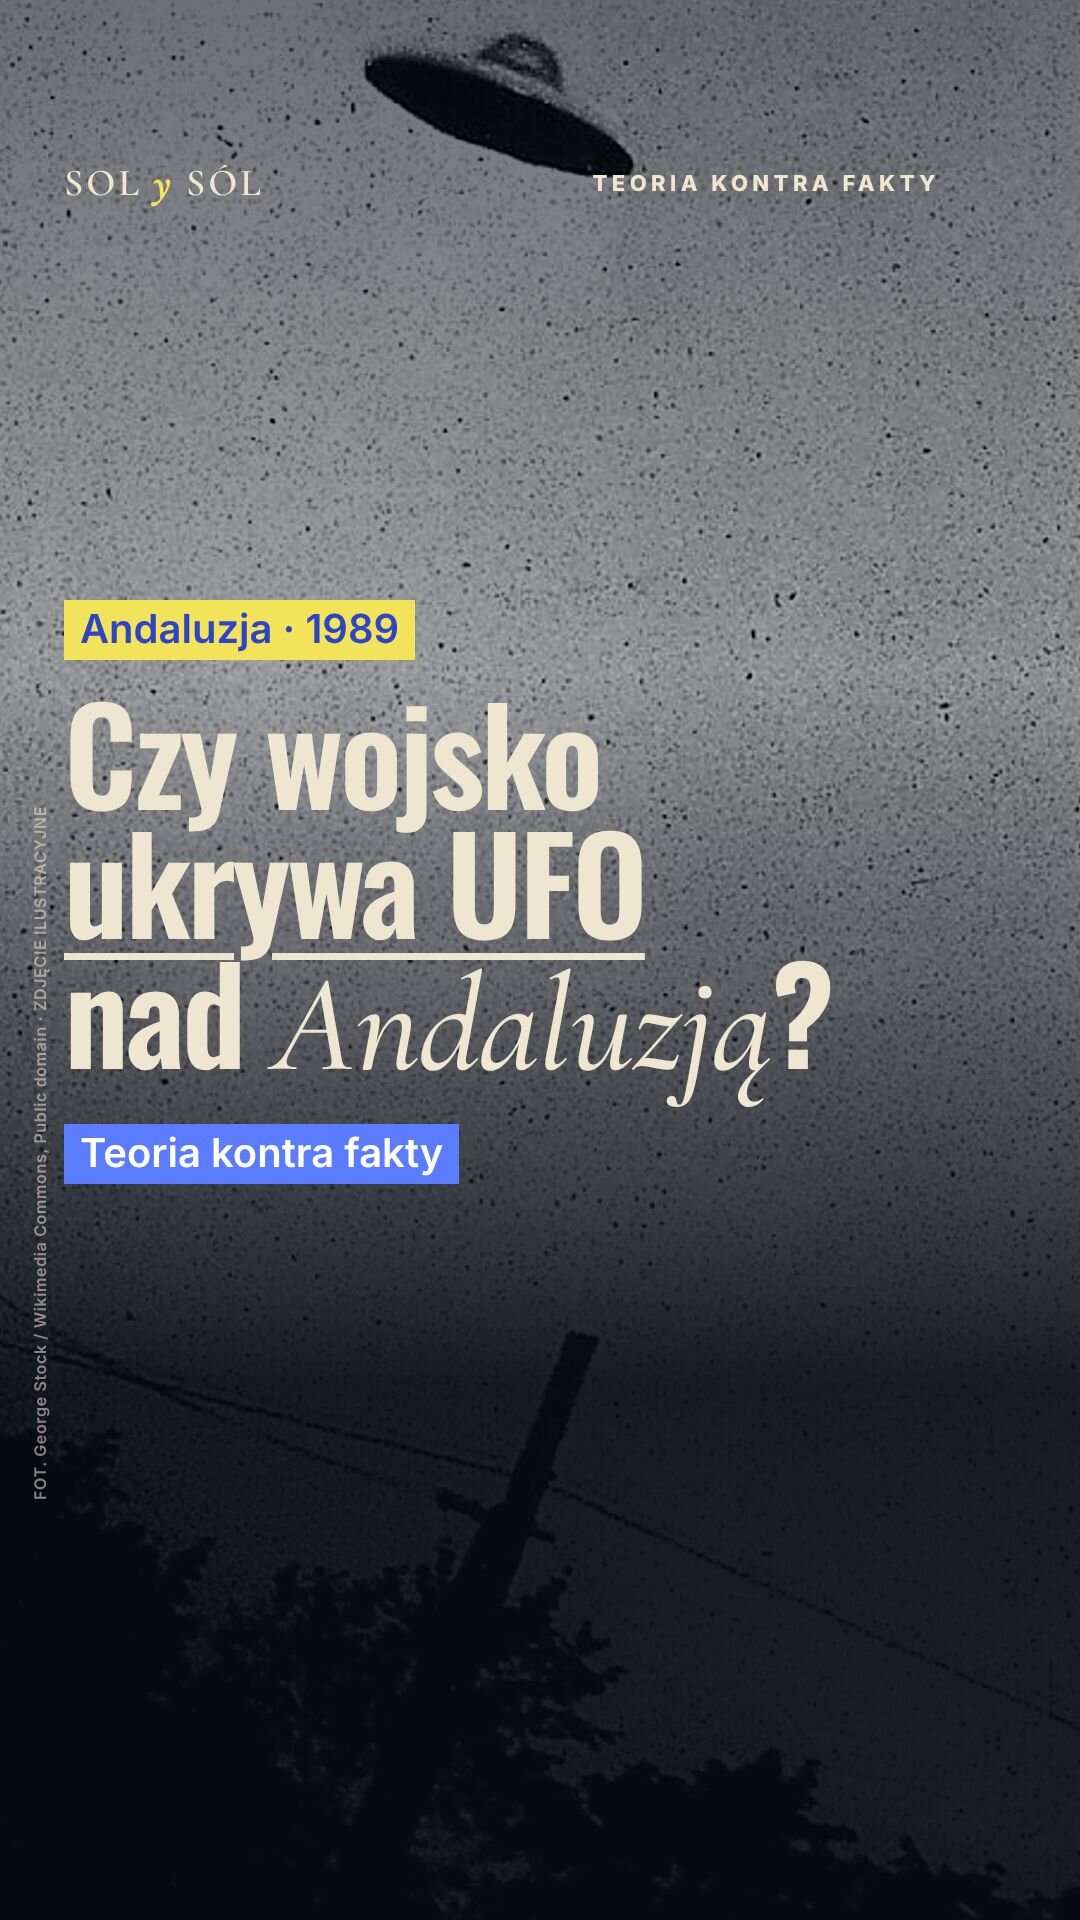 SOL y SÓL
TEORIA KONTRA FAKTY
Andaluzja · 1989
Czy wojsko
ukrywa UFO
nad Andaluzją?
Teoria kontra fakty
FOT. George Stock / Wikimedia Commons, Public domain · ZDJĘCIE ILUSTRACYJNE